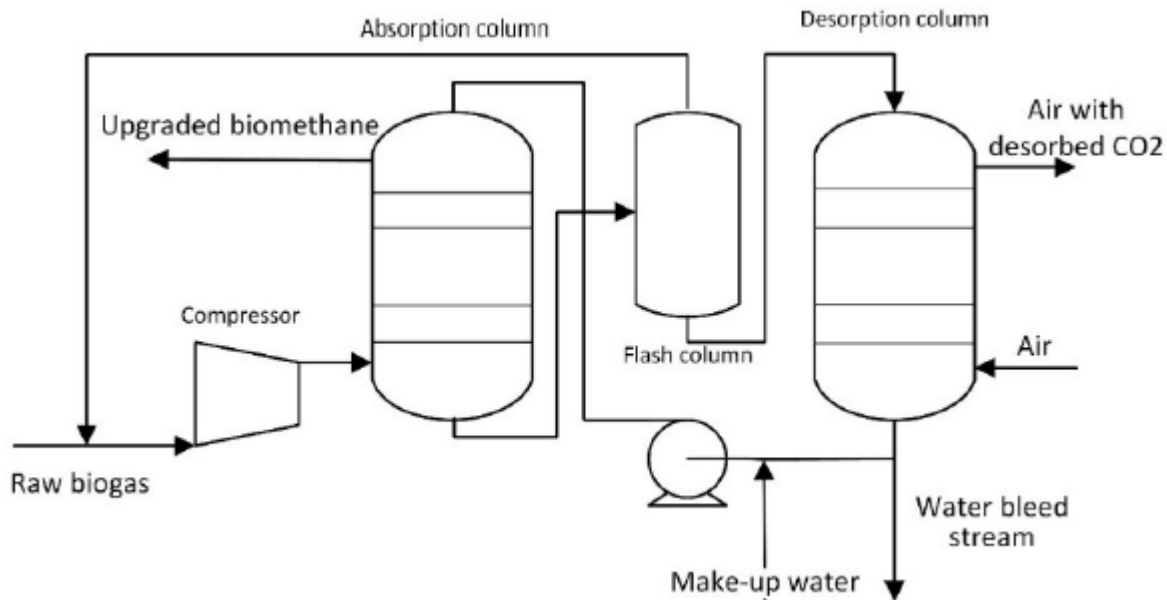 Absorption column
Desorption column
Upgraded biomethane
Air with
desorbed CO2
Compressor
Flash column
Air
Raw biogas
Water bleed
stream
Make-up water